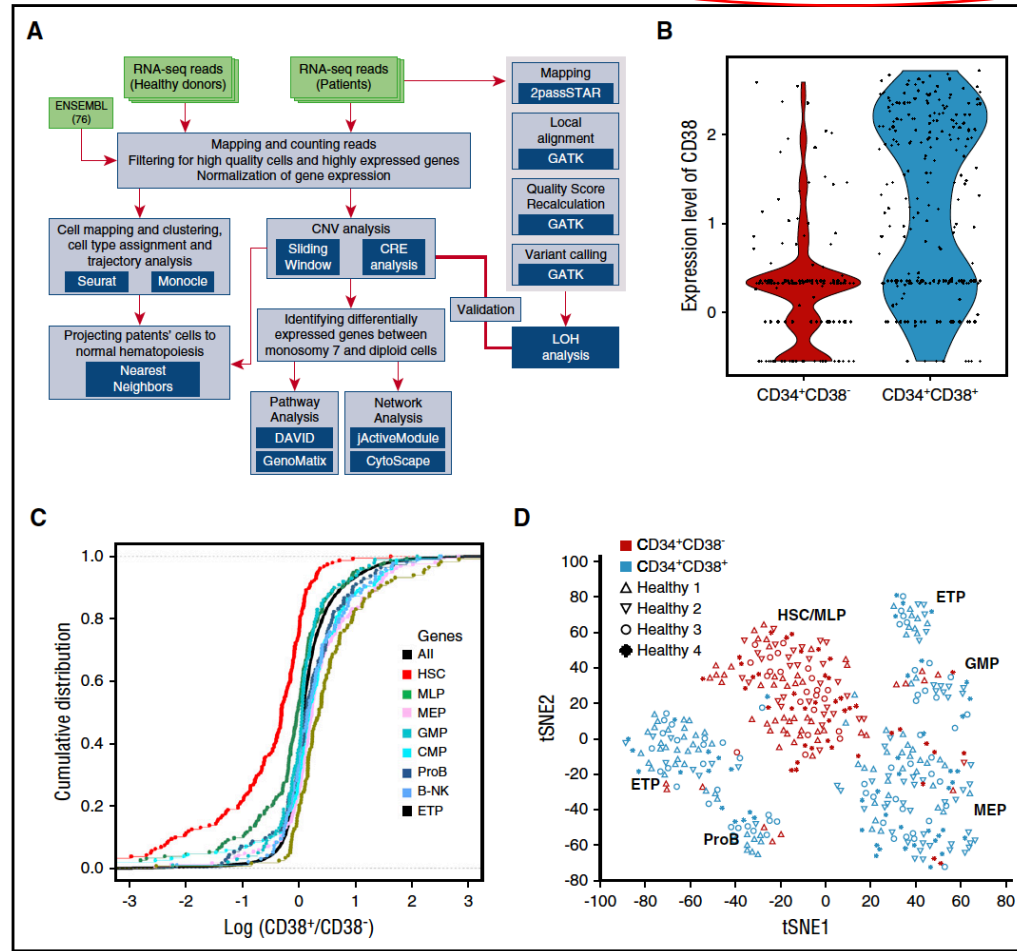 A
RNA-seq reads
(Healthy donors)
RNA-seq reads
(Patients)
ENSEMBL
(76)
Mapping and counting reads
Filtering for high quality cells and highly expressed genes
Normalization of gene expression
Cell mapping and clustering,
cell type assignment and
trajectory analysis
Seurat
Monocle
CNV analysis
Sliding
Window
CRE
analysis
Projecting patents' cells to
normal hematopoiesis
Nearest
Neighbors
Identifying differentially
expressed genes between
monosomy 7 and diploid cells
Pathway
Analysis
DAVID
GenoMatix
Network
Analysis
jActiveModule
CytoScape
Mapping
2passSTAR
Local
alignment
GATK
Quality Score
Recalculation
GATK
Variant calling
GATK
Validation
LOH
analysis
B
Expression level of CD38
2
1
0
CD34+CD38-
CD34+CD38+
C
Cumulative distribution
1.0
0.8
0.6
0.4
0.2
0.0
-3
-2
-1
0
1
2
3
Log (CD38+/CD38-)
Genes
All
HSC
MLP
MEP
GMP
CMP
ProB
B-NK
ETP
D
CD34+CD38-
CD34+CD38+
Healthy 1
Healthy 2
Healthy 3
Healthy 4
tSNE2
100
80
60
40
20
0
-20
-40
-60
-80
HSC/MLP
ETP
GMP
ETP
MEP
ProB
-100
-80
-60
-40
-20
0
20
40
60
80
tSNE1